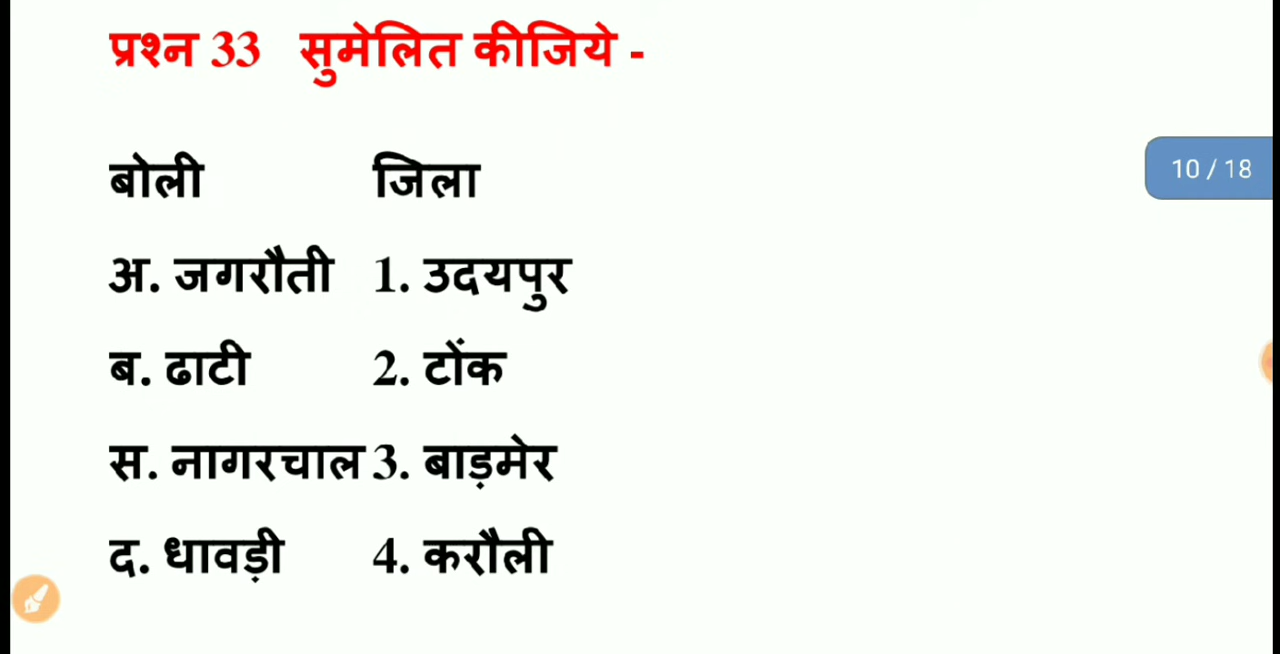 प्रश्न 33 सुमेलित कीजिये -
बोली जिला
10 / 18
अ. जगरौती 1. उदयपुर
ब. ढाटी 2. टोंक
स. नागरचाल 3. बाड़मेर
द. धावड़ी 4. करौली